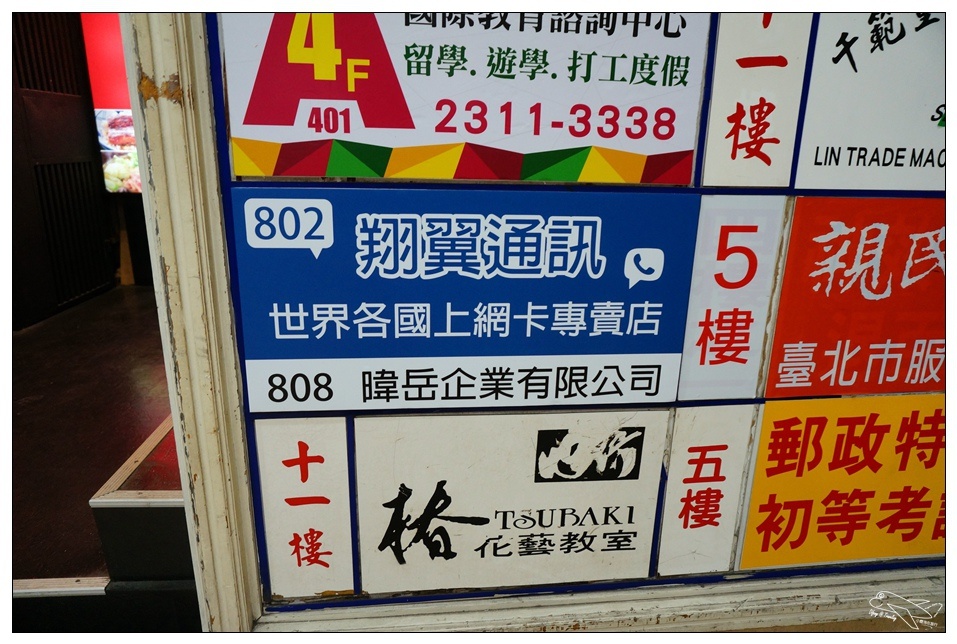 國際教育諮詢中心
4F
留學.遊學.打工度假
401
2311-3338
十一樓
千範
LIN TRADE MAC
802
翔翼通訊
世界各國上網卡專賣店
808 暐岳企業有限公司
5樓
親民
臺北市服
十一樓
椿
TSUBAKI
花藝教室
五樓
郵政特
初等考